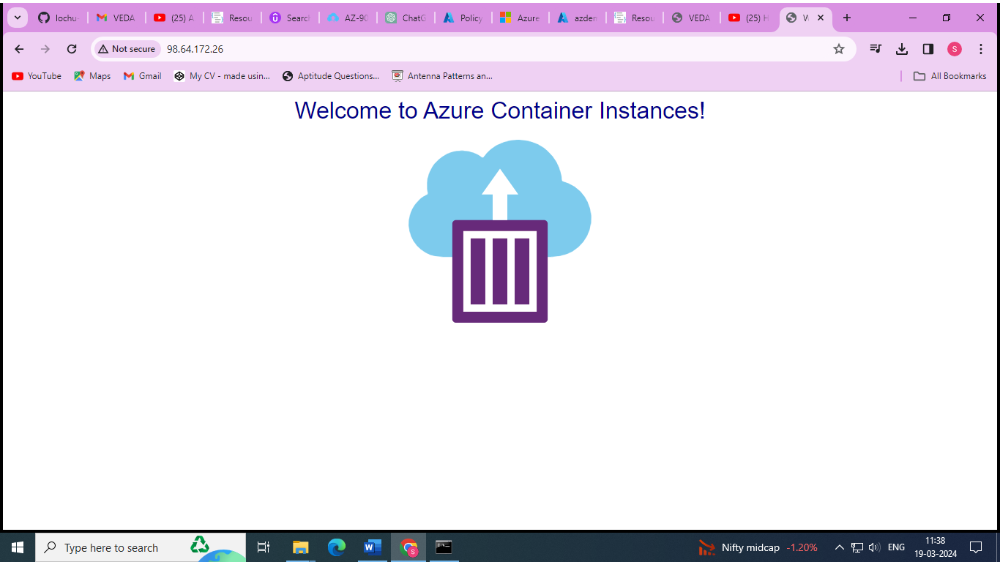 lochu
VEDA
(25) A
Resou
Search
AZ-90
ChatG
Policy
Azure
azden
Resou
VEDA
(25) H
W
Not secure
98.64.172.26
S
YouTube
Maps
Gmail
My CV - made usin...
Aptitude Questions...
Antenna Patterns an...
All Bookmarks
Welcome to Azure Container Instances!
Type here to search
Nifty midcap -1.20%
ENG
11:38
19-03-2024